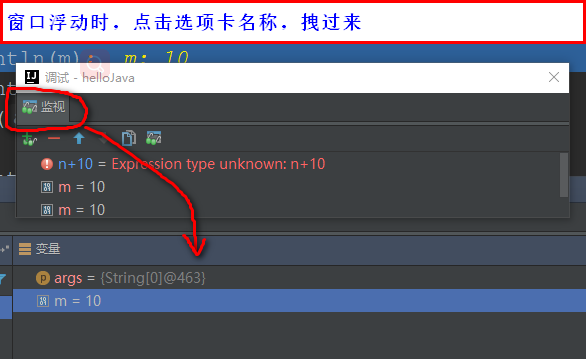 窗口浮动时，点击选项卡名称，拽过来
ntln(m);   m: 10
nt
(
调试 - helloJava
监视
n+10 = Expression type unknown: n+10
m = 10
m = 10
变量
args = {String[0]@463}
m = 10